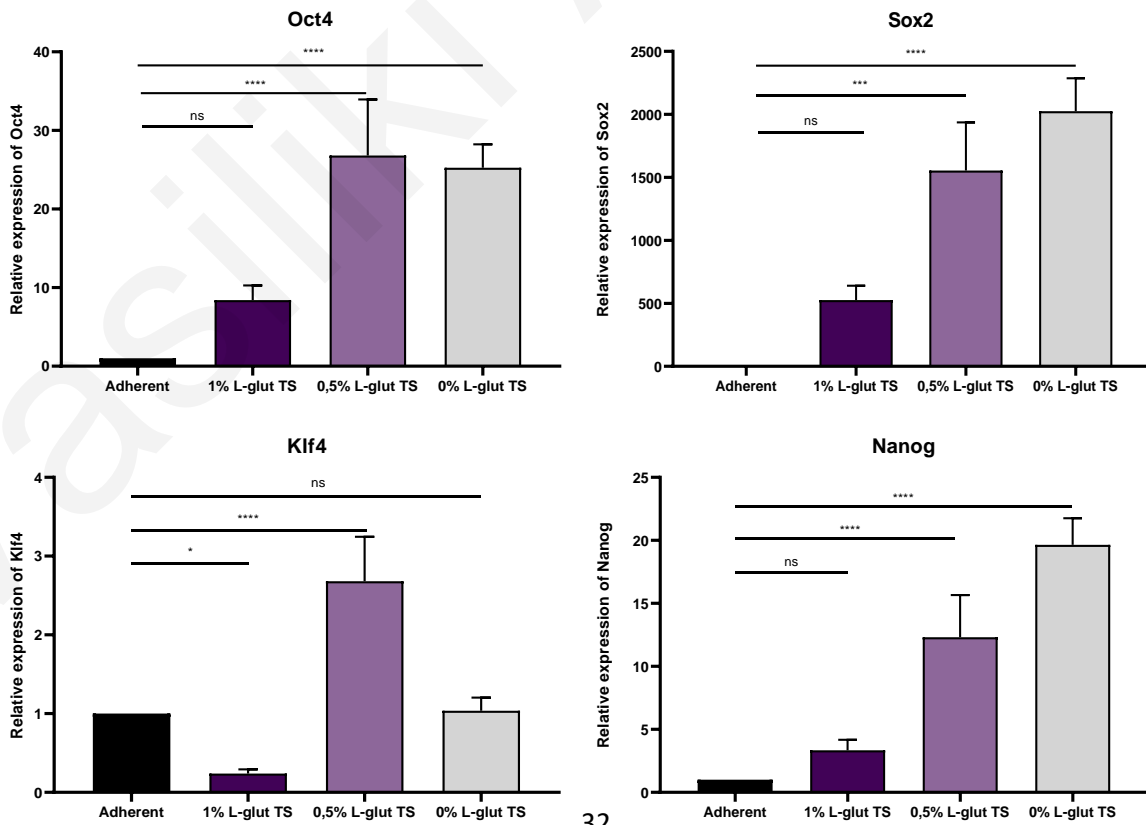 Oct4
Relative expression of Oct4
40
30
20
10
0
****
****
ns
Adherent 1% L-glut TS 0,5% L-glut TS 0% L-glut TS
Sox2
Relative expression of Sox2
2500
2000
1500
1000
500
0
****
***
ns
Adherent 1% L-glut TS 0,5% L-glut TS 0% L-glut TS
Klf4
Relative expression of Klf4
4
3
2
1
0
ns
****
*
Adherent 1% L-glut TS 0,5% L-glut TS 0% L-glut TS
Nanog
Relative expression of Nanog
25
20
15
10
5
0
****
****
ns
Adherent 1% L-glut TS 0,5% L-glut TS 0% L-glut TS
32